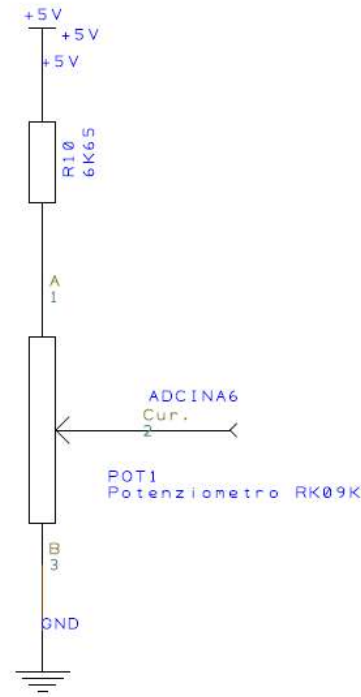 +5V
+5V
+5V
R10
6K65
A
1
ADCINA6
Cur.
2
POT1
Potenziometro RK09K
B
3
GND